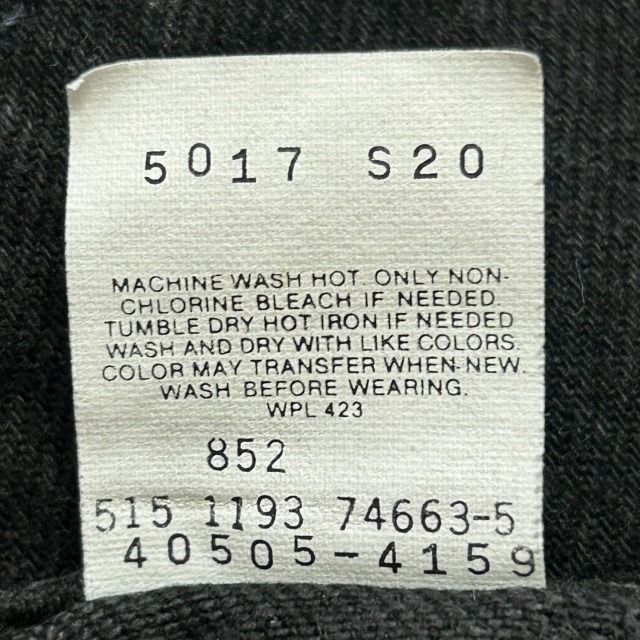 5017 S20
MACHINE WASH HOT. ONLY NON-
CHLORINE BLEACH IF NEEDED.
TUMBLE DRY HOT IRON IF NEEDED
WASH AND DRY WITH LIKE COLORS.
COLOR MAY TRANSFER WHEN NEW.
WASH BEFORE WEARING.
WPL 423
852
515 1193 74663-5
40505-4159